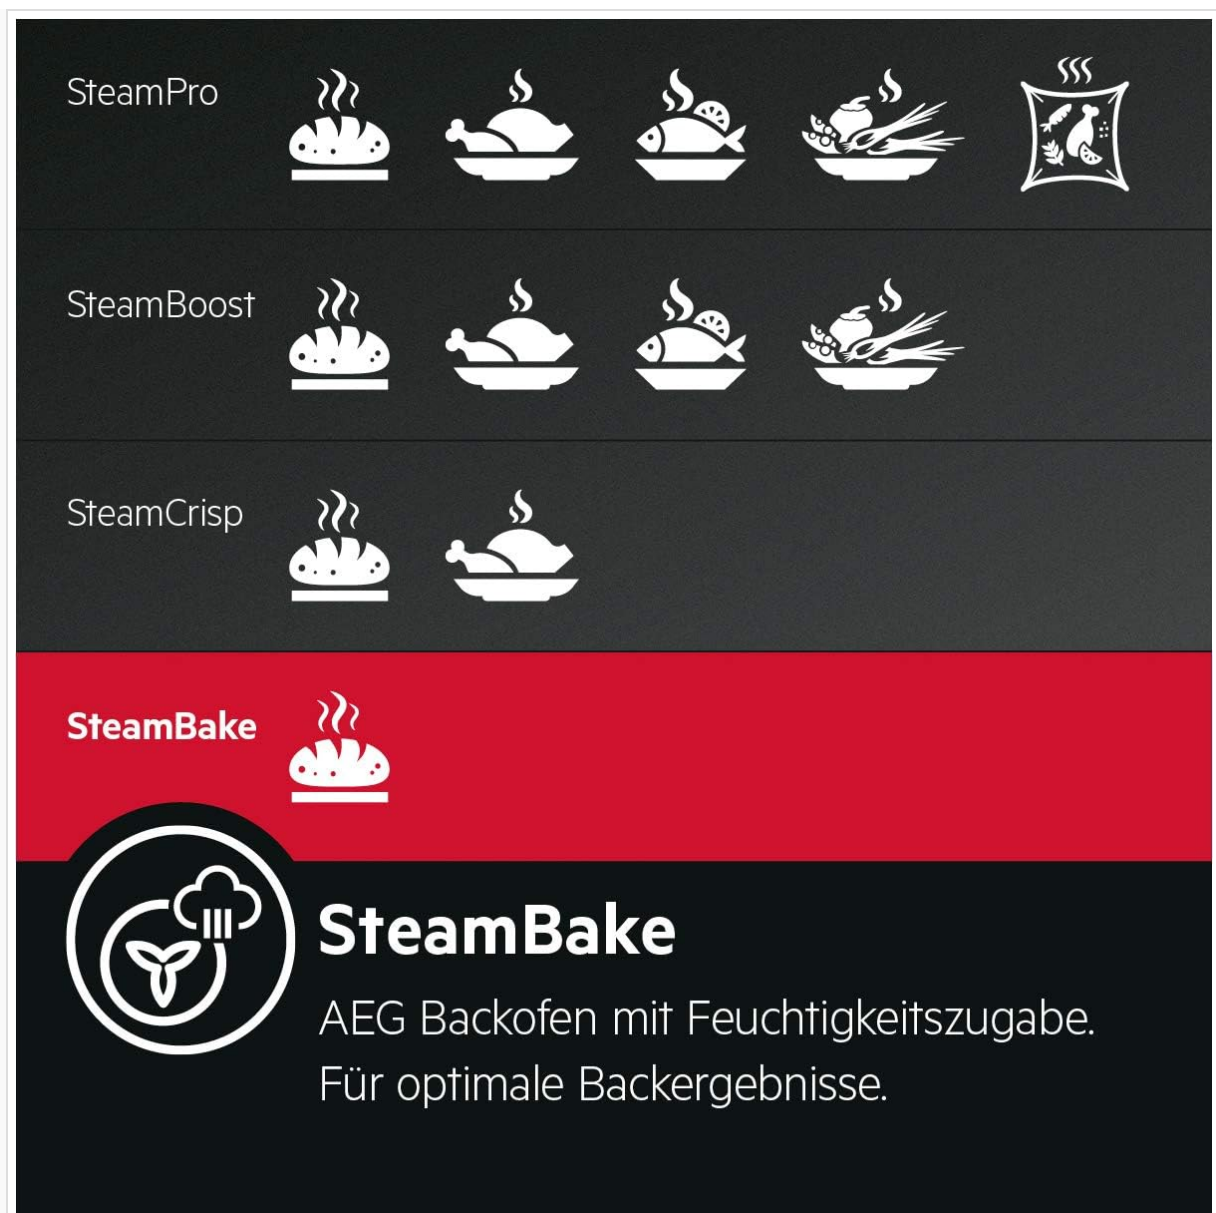 SteamPro
SteamBoost
SteamCrisp
SteamBake
SteamBake
AEG Backofen mit Feuchtigkeitszugabe.
Für optimale Backergebnisse.